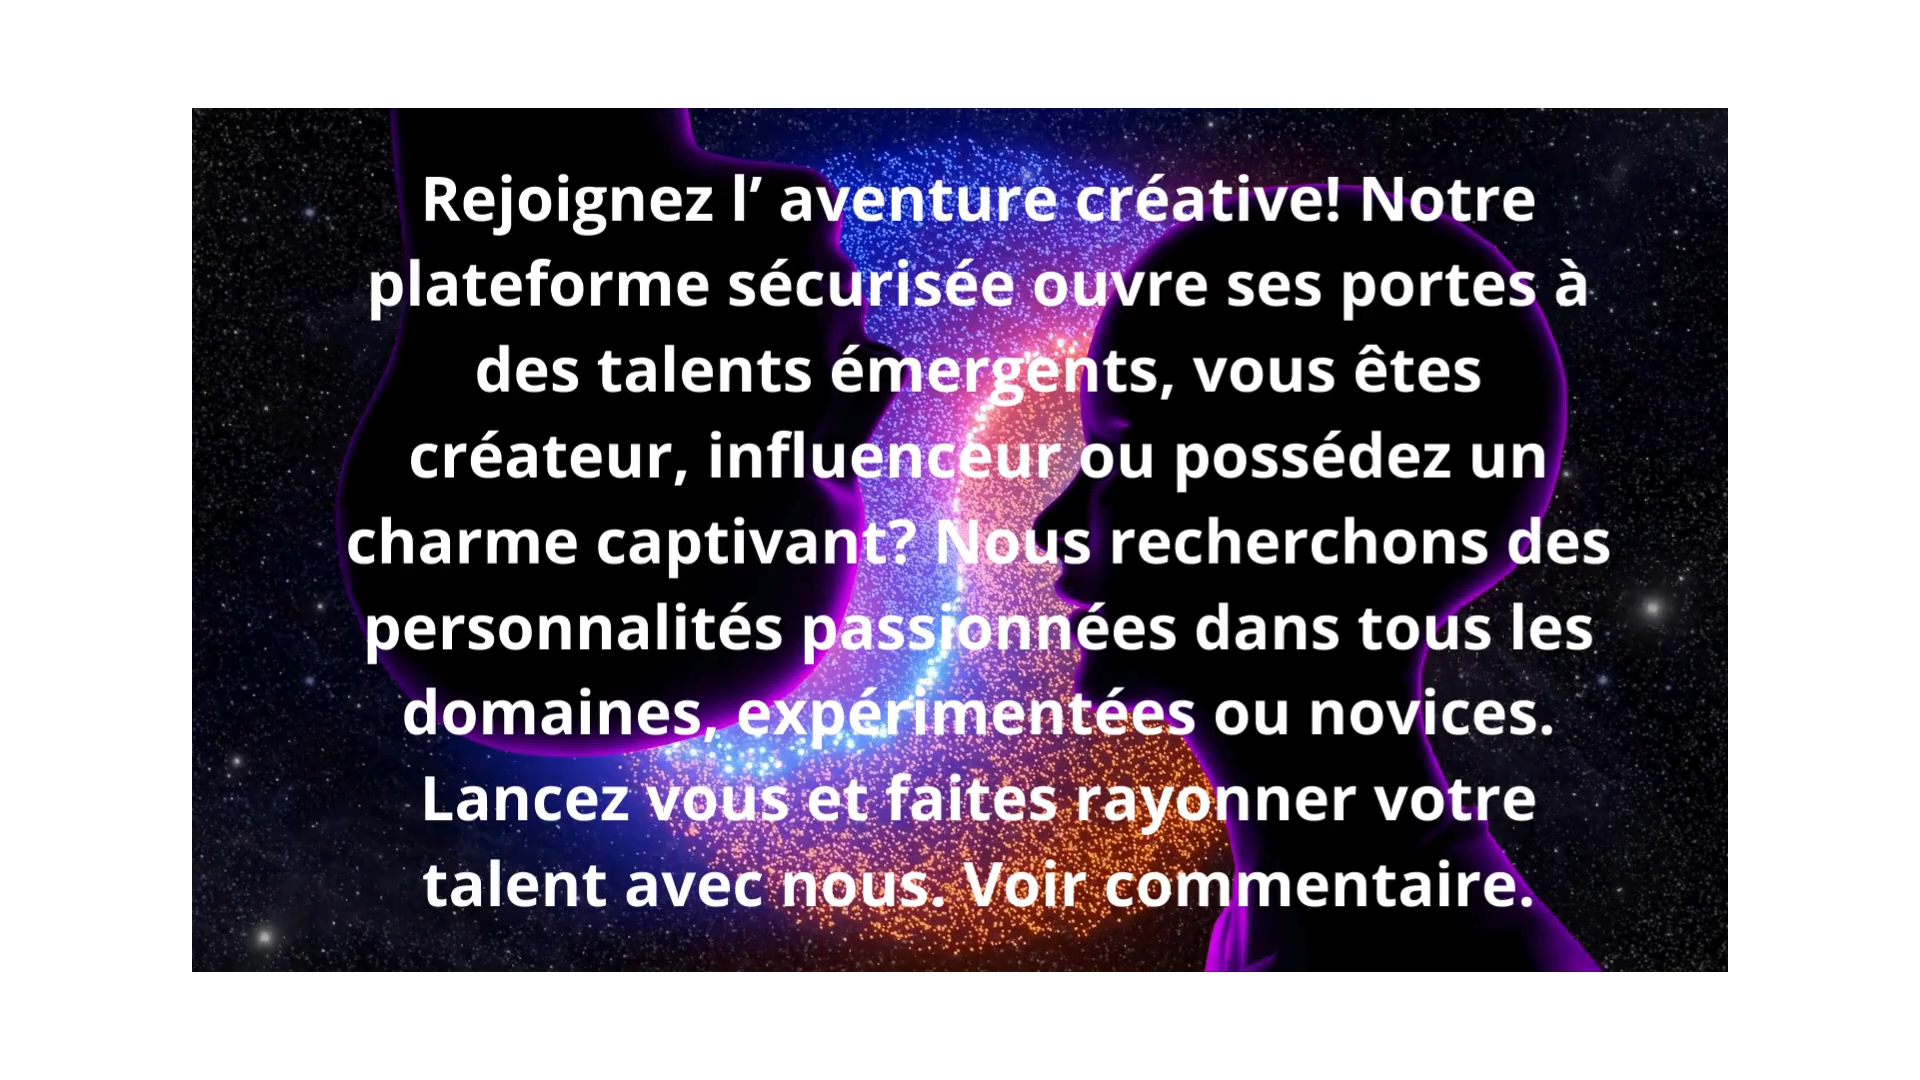 Rejoignez l’ aventure créative! Notre
plateforme sécurisée ouvre ses portes à
des talents émergents, vous êtes
créateur, influenceur ou possédez un
charme captivant? Nous recherchons des
personnalités passionnées dans tous les
domaines, expérimentées ou novices.
Lancez vous et faites rayonner votre
talent avec nous. Voir commentaire.